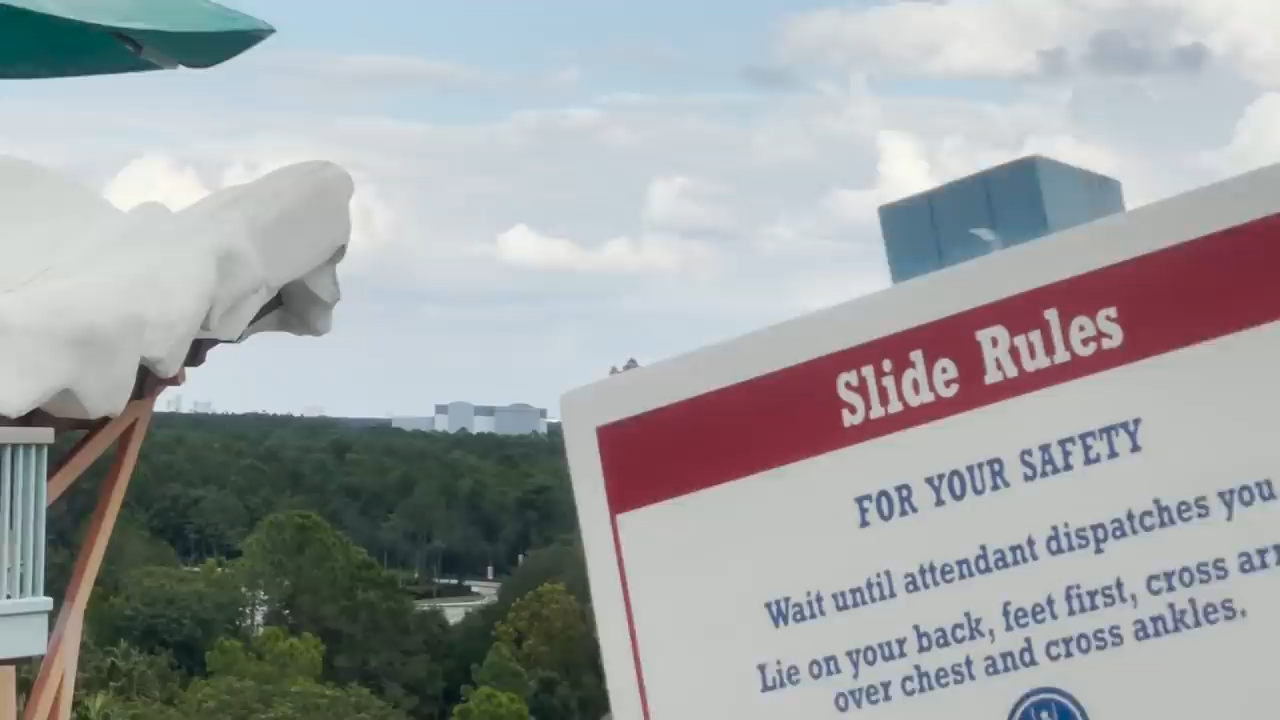 Slide Rules
FOR YOUR SAFETY
Wait until attendant dispatches you
Lie on your back, feet first, cross
over chest and cross ankles.